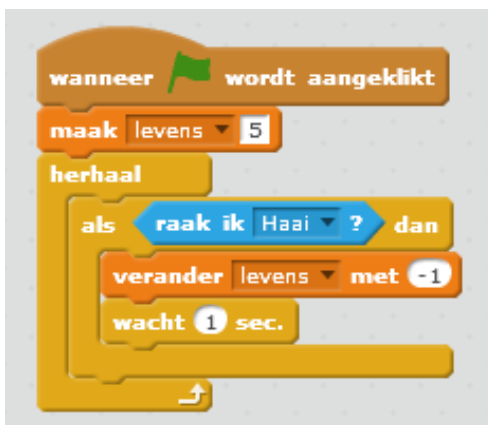 wanneer wordt aangeklikt
maak levens 5
herhaal
als raak ik Haai ? dan
verander levens met -1
wacht 1 sec.